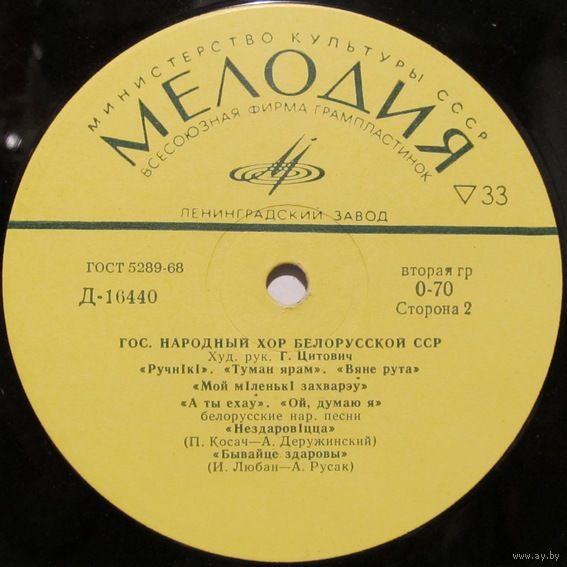 МИНИСТЕРСТВО КУЛЬТУРЫ СССР
МЕЛОДИЯ
ВСЕСОЮЗНАЯ ФИРМА ГРАМПЛАСТИНОК
▽33
ЛЕНИНГРАДСКИЙ ЗАВОД
ГОСТ 5289-68
вторая гр
Д-16440
0-70
Сторона 2
ГОС. НАРОДНЫЙ ХОР БЕЛОРУССКОЙ ССР
Худ. рук. Г. Цитович
«РучнІкІ». «Туман ярам». «Вяне рута»
«Мой мІленькІ захварэў»
«А ты ехаў». «Ой, думаю я»
белорусские нар. песни
«НездаровІцца»
(П. Косач—А. Деружинский)
«Бывайце здаровы»
(И. Любан—А. Русак)
www.ay.by